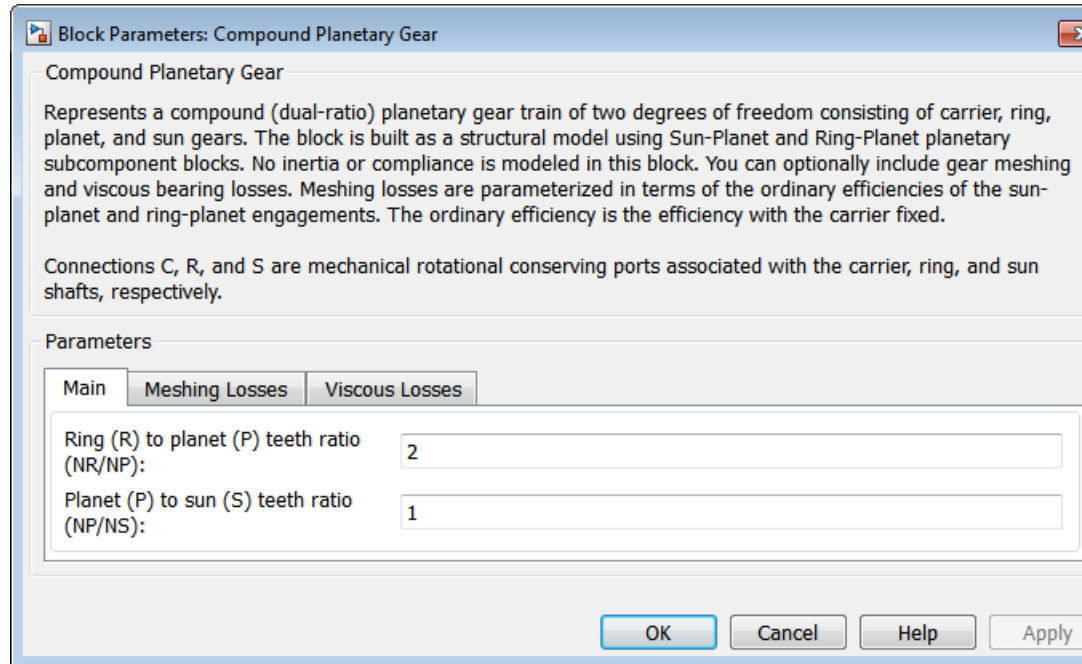 Block Parameters: Compound Planetary Gear
Compound Planetary Gear
Represents a compound (dual-ratio) planetary gear train of two degrees of freedom consisting of carrier, ring,
planet, and sun gears. The block is built as a structural model using Sun-Planet and Ring-Planet planetary
subcomponent blocks. No inertia or compliance is modeled in this block. You can optionally include gear meshing
and viscous bearing losses. Meshing losses are parameterized in terms of the ordinary efficiencies of the sun-
planet and ring-planet engagements. The ordinary efficiency is the efficiency with the carrier fixed.
Connections C, R, and S are mechanical rotational conserving ports associated with the carrier, ring, and sun
shafts, respectively.
Parameters
Main Meshing Losses Viscous Losses
Ring (R) to planet (P) teeth ratio
(NR/NP):
2
Planet (P) to sun (S) teeth ratio
(NP/NS):
1
OK Cancel Help Apply